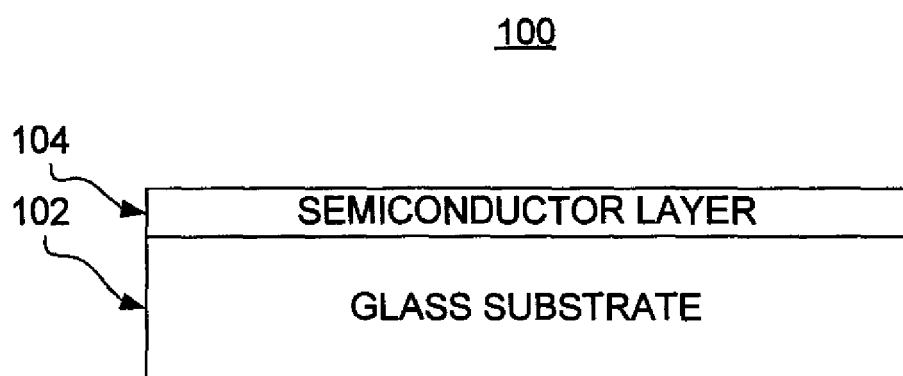 100
104
SEMICONDUCTOR LAYER
102
GLASS SUBSTRATE